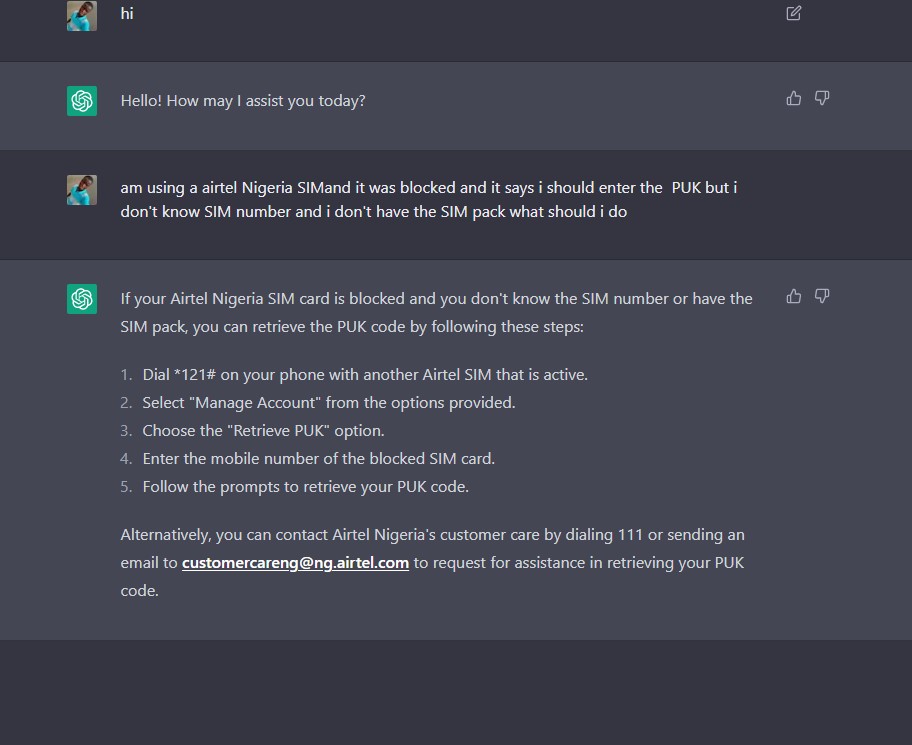 hi
Hello! How may I assist you today?
am using a airtel Nigeria SIMand it was blocked and it says i should enter the  PUK but i
don't know SIM number and i don't have the SIM pack what should i do
If your Airtel Nigeria SIM card is blocked and you don't know the SIM number or have the
SIM pack, you can retrieve the PUK code by following these steps:
1. Dial *121# on your phone with another Airtel SIM that is active.
2. Select "Manage Account" from the options provided.
3. Choose the "Retrieve PUK" option.
4. Enter the mobile number of the blocked SIM card.
5. Follow the prompts to retrieve your PUK code.
Alternatively, you can contact Airtel Nigeria's customer care by dialing 111 or sending an
email to customercareng@ng.airtel.com to request for assistance in retrieving your PUK
code.